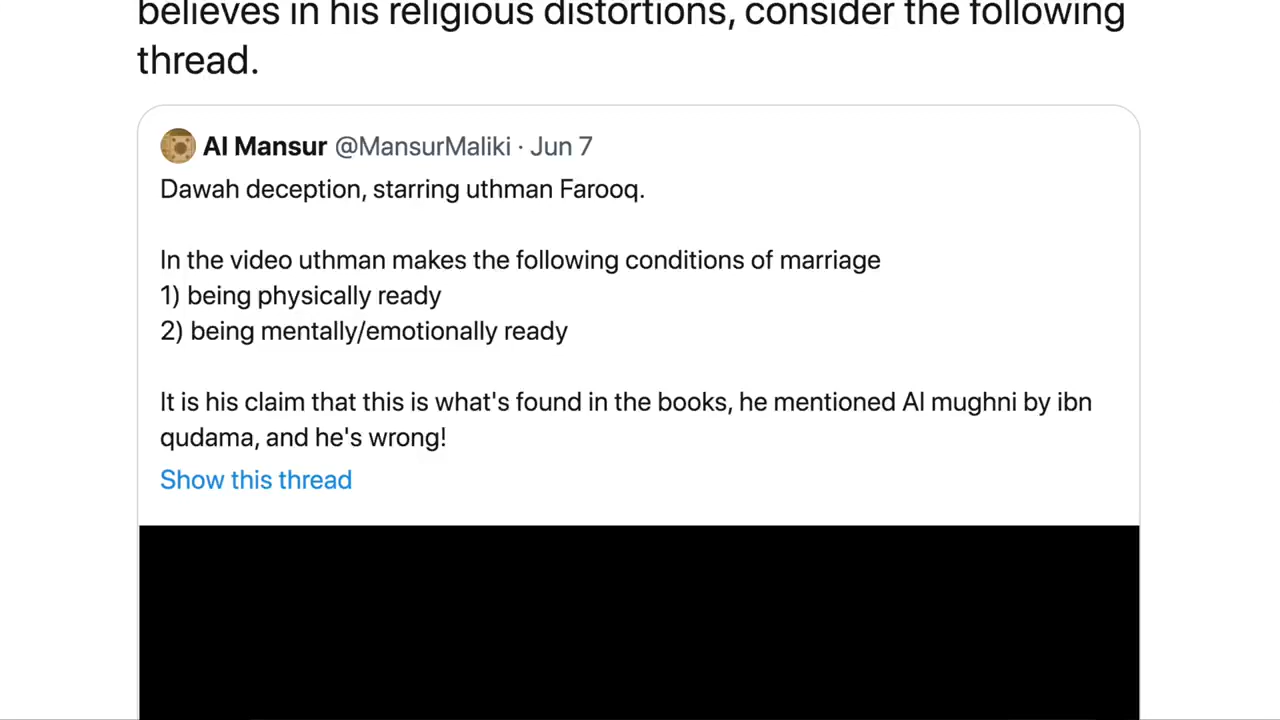 believes in his religious distortions, consider the following
thread.
Al Mansur @MansurMaliki · Jun 7
Dawah deception, starring uthman Farooq.
In the video uthman makes the following conditions of marriage
1) being physically ready
2) being mentally/emotionally ready
It is his claim that this is what's found in the books, he mentioned Al mughni by ibn
qudama, and he's wrong!
Show this thread